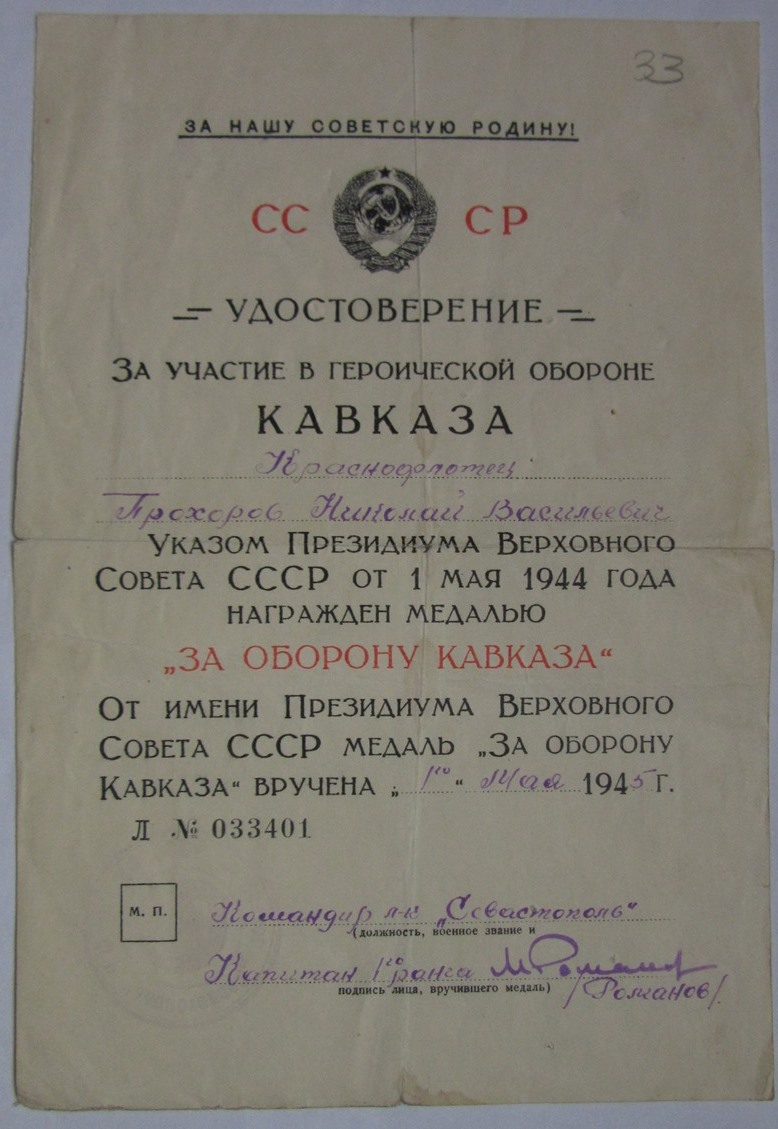 33
ЗА НАШУ СОВЕТСКУЮ РОДИНУ!
СС СР
УДОСТОВЕРЕНИЕ
ЗА УЧАСТИЕ В ГЕРОИЧЕСКОЙ ОБОРОНЕ
КАВКАЗА
Краснофлотец
Прохоров Николай Васильевич
УКАЗОМ ПРЕЗИДИУМА ВЕРХОВНОГО
СОВЕТА СССР ОТ 1 МАЯ 1944 ГОДА
НАГРАЖДЕН МЕДАЛЬЮ
„ЗА ОБОРОНУ КАВКАЗА“
ОТ ИМЕНИ ПРЕЗИДИУМА ВЕРХОВНОГО
СОВЕТА СССР МЕДАЛЬ „ЗА ОБОРОНУ
КАВКАЗА“ ВРУЧЕНА „1го“ Мая 1945 г.
Л № 033401
М. П.
Командир л-к „Севастополь“
(должность, военное звание и
Капитан 1го ранга М Романов
подпись лица, вручившего медаль)
/Романов/